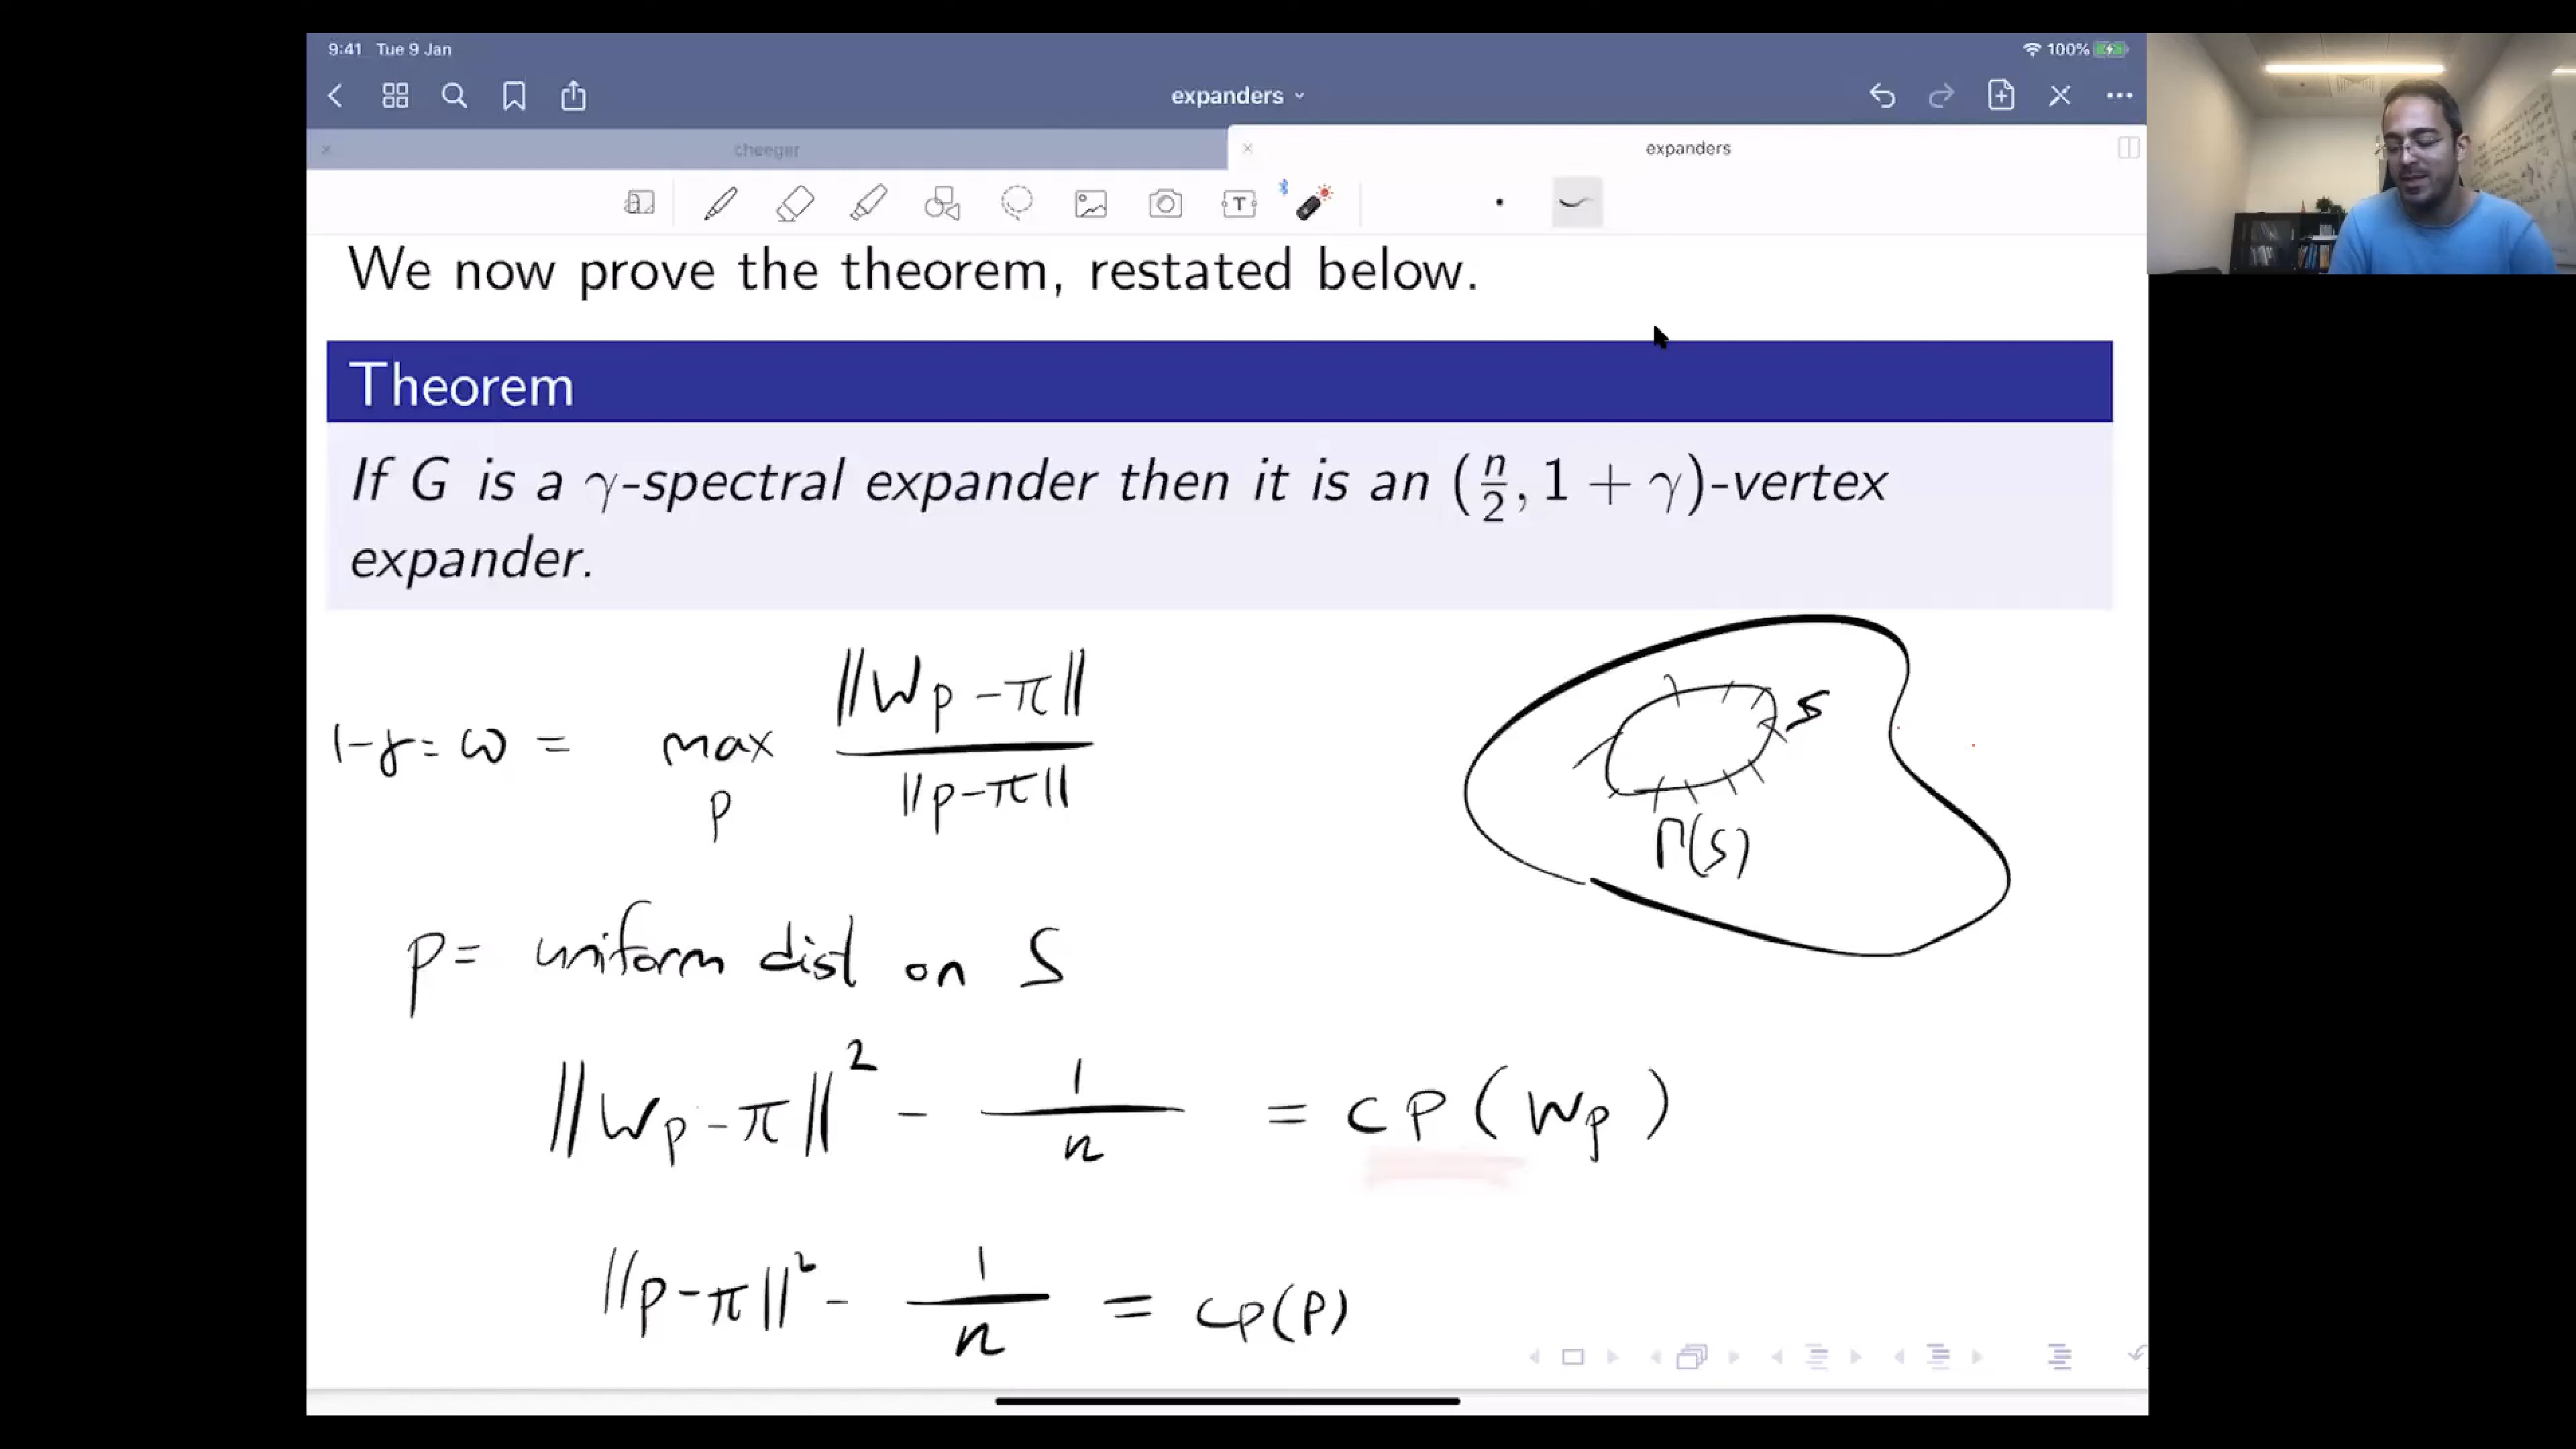 9:41 Tue 9 Jan 100%
expanders
cheeger expanders
We now prove the theorem, restated below.
Theorem
If G is a γ-spectral expander then it is an (n/2, 1 + γ)-vertex
expander.
1-γ = ω = max_p ‖Wp - π‖ / ‖p - π‖
S
Γ(S)
p = uniform dist on S
‖Wp - π‖² - 1/n = CP(Wp)
‖p - π‖² - 1/n = CP(P)